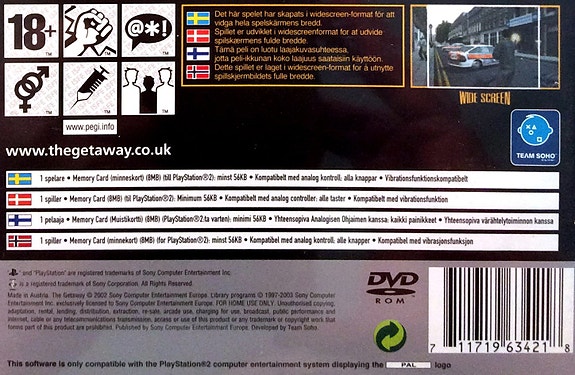 18+
@*!
www.pegi.info
Det här spelet har skapats i widescreen-format för att
vidga hela spelskärmens bredd.
Spillet er udviklet i widescreen-format for at udvide
spilskærmens fulde bredde.
Tämä peli on luotu laajakuvasuhteessa,
jotta peli-ikkunan koko laajuus saataisiin käyttöön.
Dette spillet er laget i widescreen-format for å utnytte
spillskjermbildets fulle bredde.
WIDE SCREEN
TEAM SOHO
www.thegetaway.co.uk
1 spelare • Memory Card (minneskort) (8MB) (till PlayStation®2): minst 56KB • Kompatibelt med analog kontroll: alla knappar • Vibrationsfunktionskompatibelt
1 spiller • Memory Card (8MB) (til PlayStation®2): Minimum 56KB • Kompatibel med analog controller: alle taster • Kompatibel med vibration
1 pelaaja • Memory Card (Muistikortti) (8MB) (PlayStation®2:ta varten): minimi 56KB • Yhteensopiva Analogisen Ohjaimen kanssa: kaikki painikkeet • Yhteensopiva värähtelytoiminnon kanssa
1 spiller • Memory Card (minnekort) (8MB) (for PlayStation®2): minst 56KB • Kompatibel med analog kontroll: alle knapper • Kompatibel med vibrasjonsfunksjon
and "PlayStation" are registered trademarks of Sony Computer Entertainment Inc.
is a registered trademark of Sony Corporation. All Rights Reserved.
Made in Austria. The Getaway © 2002 Sony Computer Entertainment Europe. Library programs © 1997-2003 Sony Computer
Entertainment Inc. exclusively licensed to Sony Computer Entertainment Europe. FOR HOME USE ONLY. Unauthorised copying,
adaptation, rental, lending, distribution, extraction, re-sale, arcade use, charging for use, broadcast, public performance and
internet, cable or any telecommunications transmission, access or use of this product or any trademark or copyright work that
forms part of this product are prohibited. Published by Sony Computer Entertainment Europe. Developed by Team Soho.
DVD
ROM
7 11719 63421 8
This software is only compatible with the PlayStation®2 computer entertainment system displaying the PAL logo